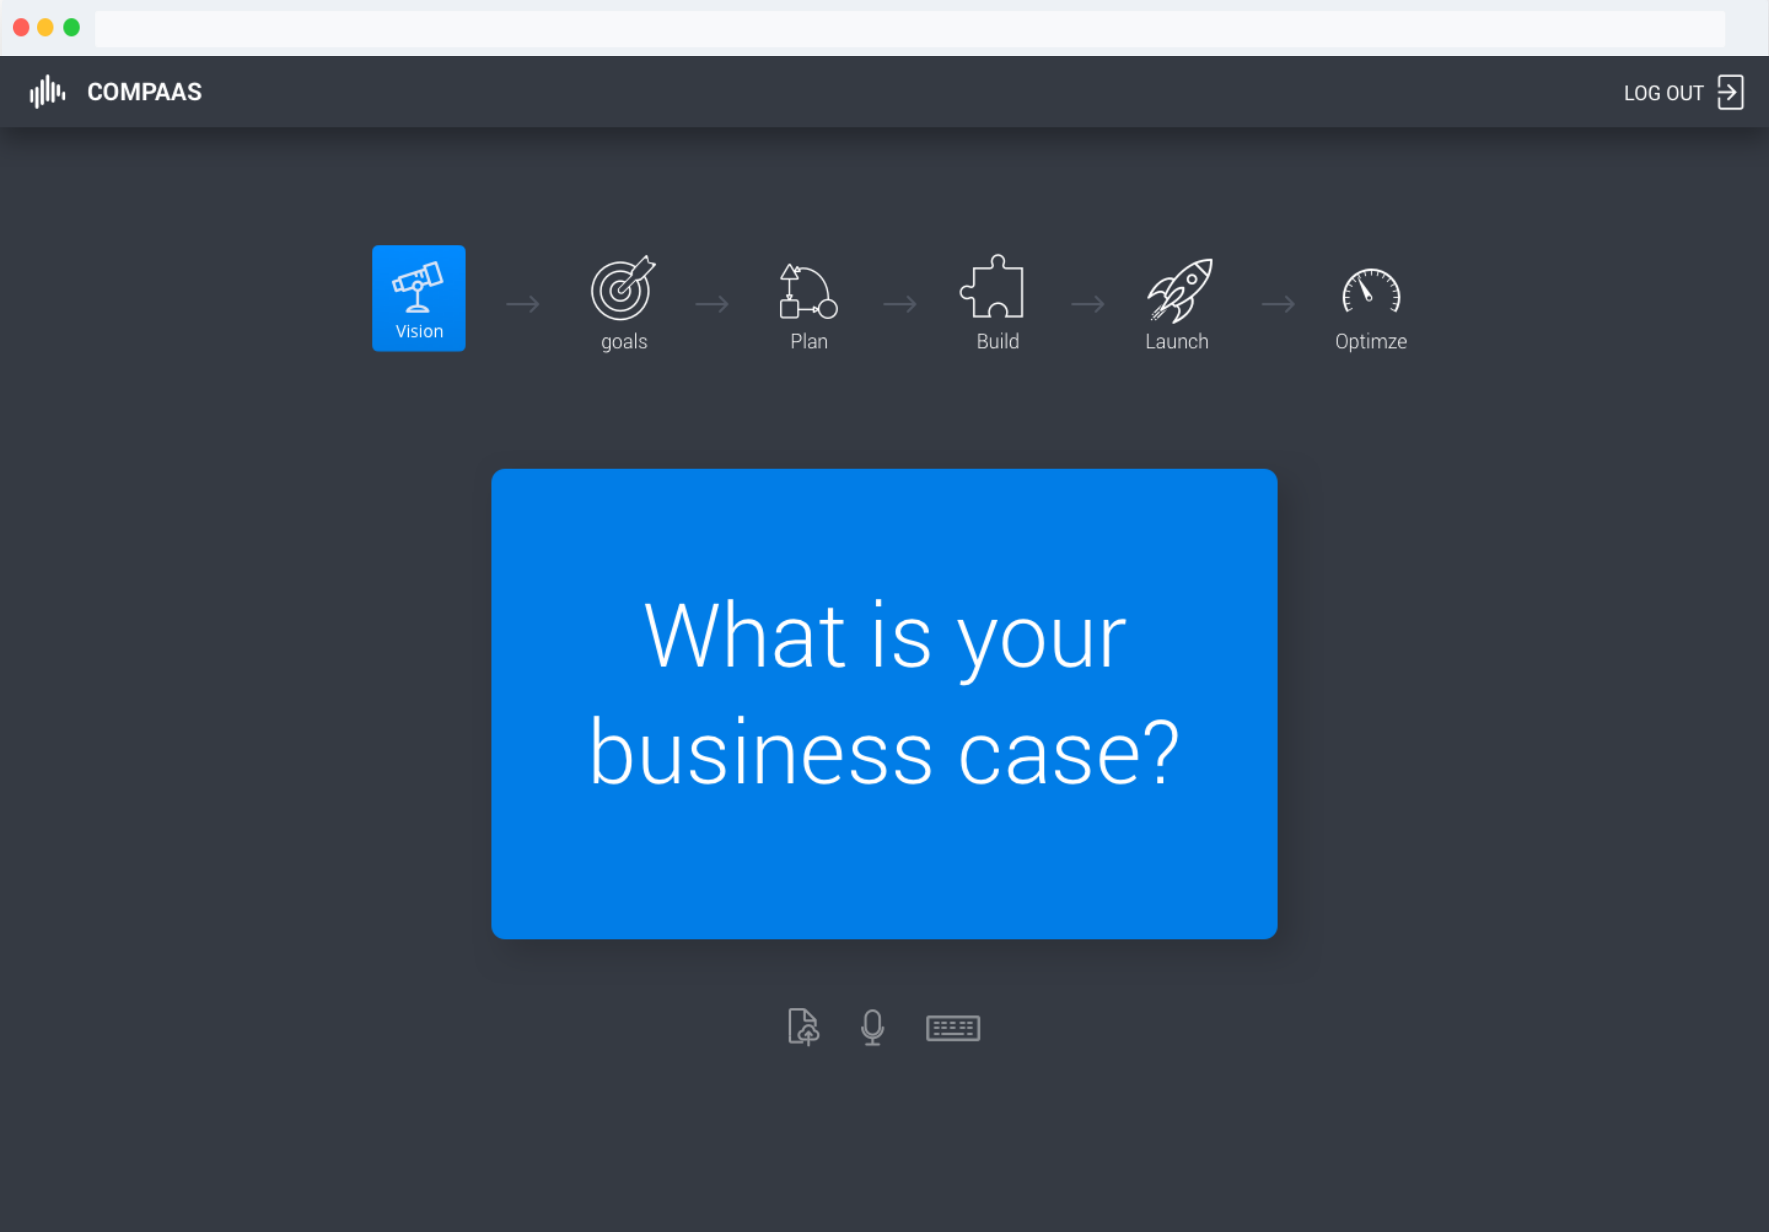 COMPAAS
LOG OUT
Vision
goals
Plan
Build
Launch
Optimze
What is your
business case?